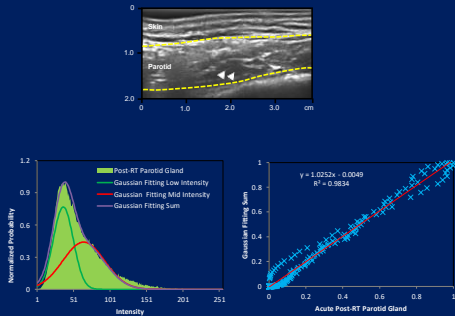 0
Skin
1.0
Parotid
2.0
0 1.0 2.0 3.0 cm
1.2
Post-RT Parotid Gland
Gaussian Fitting Low Intensity
Gaussian Fitting Mid Intensity
Gaussian Fitting Sum
0.9
0.6
0.3
0
Normalized Probability
1 51 101 151 201 251
Intensity
1
y = 1.0252x - 0.0049
R² = 0.9834
0.8
0.6
0.4
0.2
0
Gaussian Fitting Sum
0 0.2 0.4 0.6 0.8 1
Acute Post-RT Parotid Gland